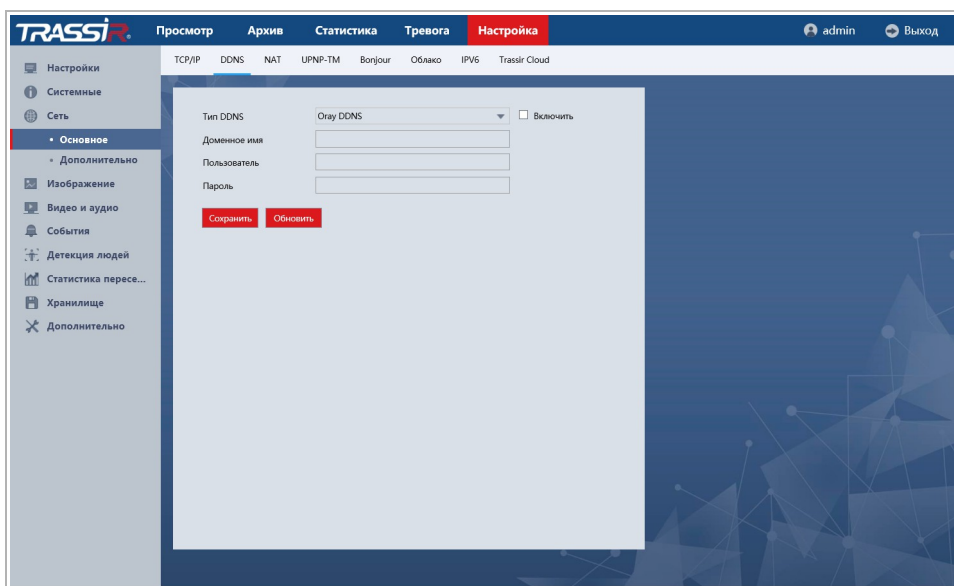 TRASSIR
Просмотр Архив Статистика Тревога Настройка admin Выход
TCP/IP DDNS NAT UPNP-TM Bonjour Облако IPV6 Trassir Cloud
Настройки
Системные
Сеть
• Основное
• Дополнительно
Изображение
Видео и аудио
События
Детекция людей
Статистика пересе...
Хранилище
Дополнительно
Тип DDNS Oray DDNS Включить
Доменное имя
Пользователь
Пароль
Сохранить Обновить